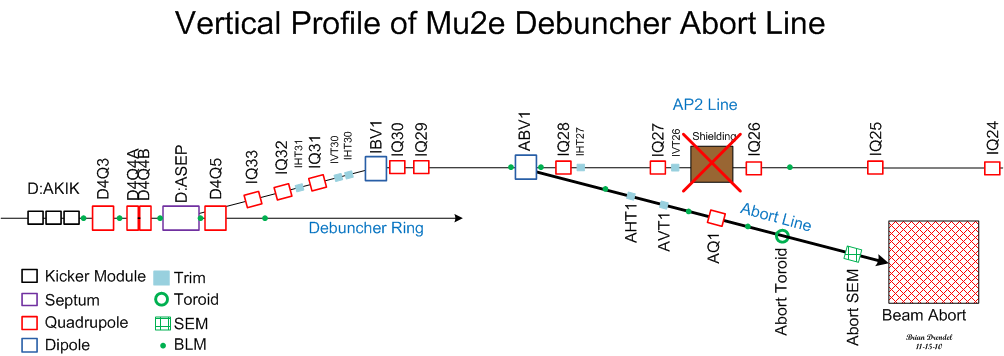 Vertical Profile of Mu2e Debuncher Abort Line
AP2 Line
Shielding
D:AKIK
D4Q3
D4Q4A
D4Q4B
D:ASEP
D4Q5
IQ33
IQ32
IHT31
IQ31
IVT30
IHT30
IBV1
IQ30
IQ29
ABV1
IQ28
IHT27
IQ27
IVT26
IQ26
IQ25
IQ24
Debuncher Ring
AHT1
AVT1
AQ1
Abort Line
Abort Toroid
Abort SEM
Beam Abort
Kicker Module
Septum
Quadrupole
Dipole
Trim
Toroid
SEM
BLM
Brian Drendel
11-15-10